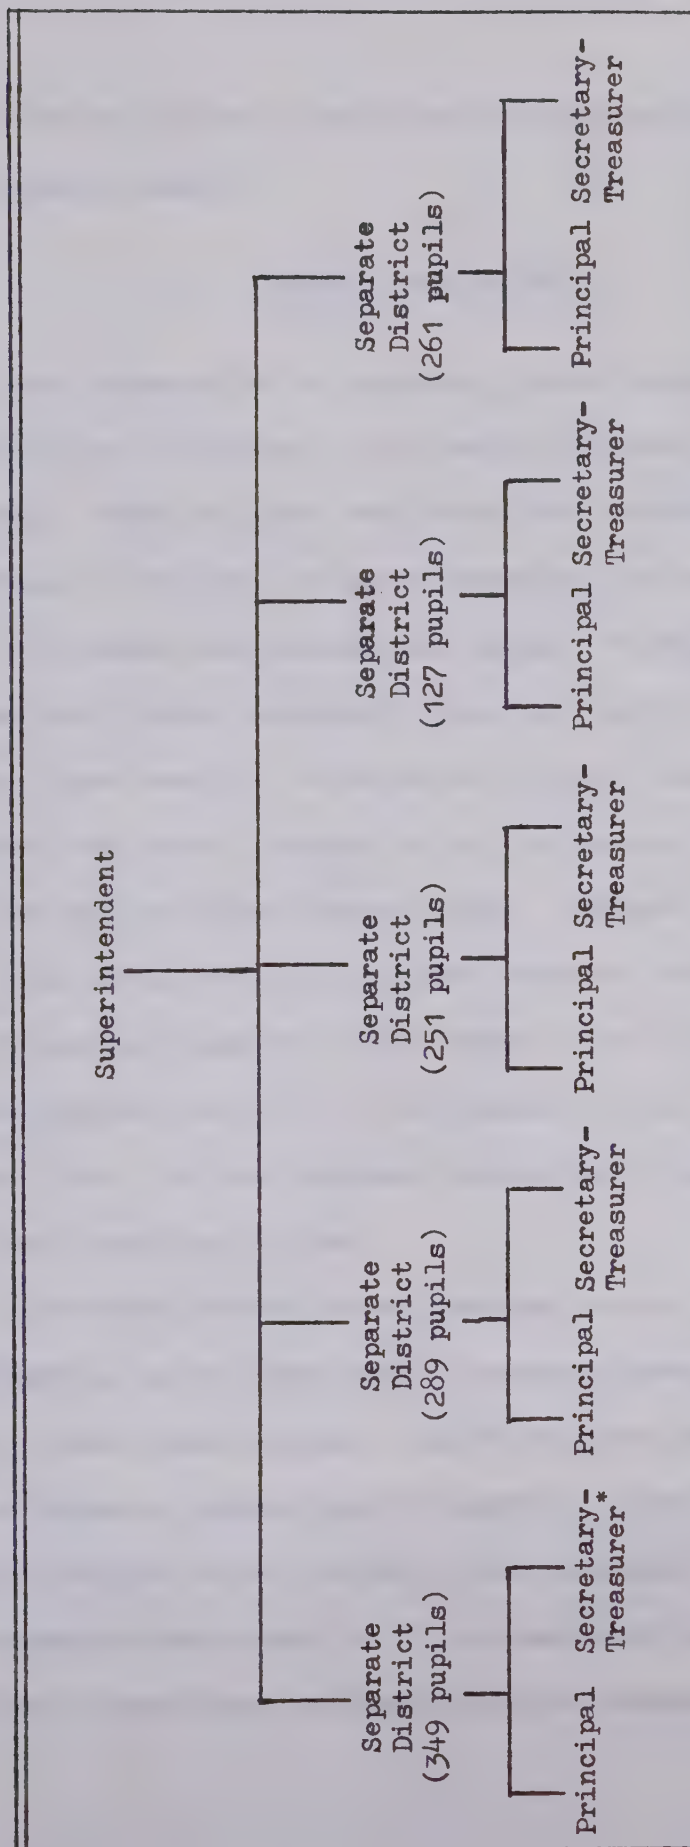 Superintendent
Separate
District
(349 pupils)
Separate
District
(289 pupils)
Separate
District
(251 pupils)
Separate
District
(127 pupils)
Separate
District
(261 pupils)
Principal Secretary-
Treasurer*
Principal Secretary-
Treasurer
Principal Secretary-
Treasurer
Principal Secretary-
Treasurer
Principal Secretary-
Treasurer